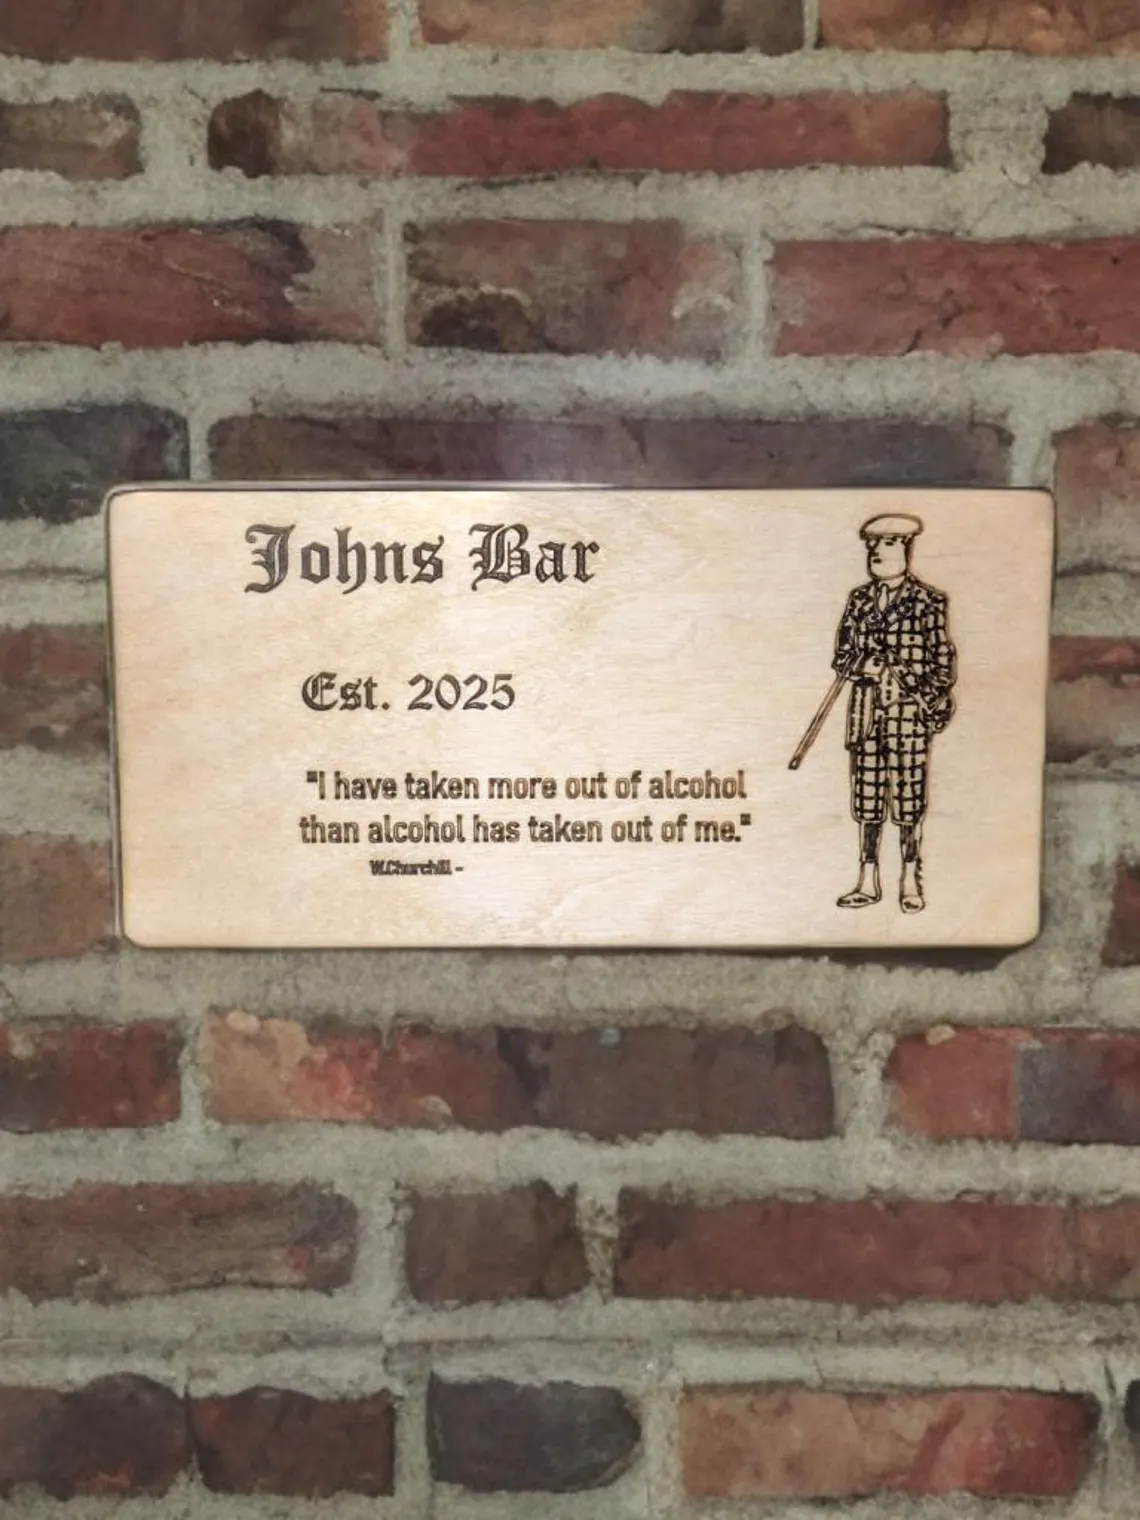 Johns Bar
Est. 2025
"I have taken more out of alcohol
than alcohol has taken out of me."
W.Churchill -